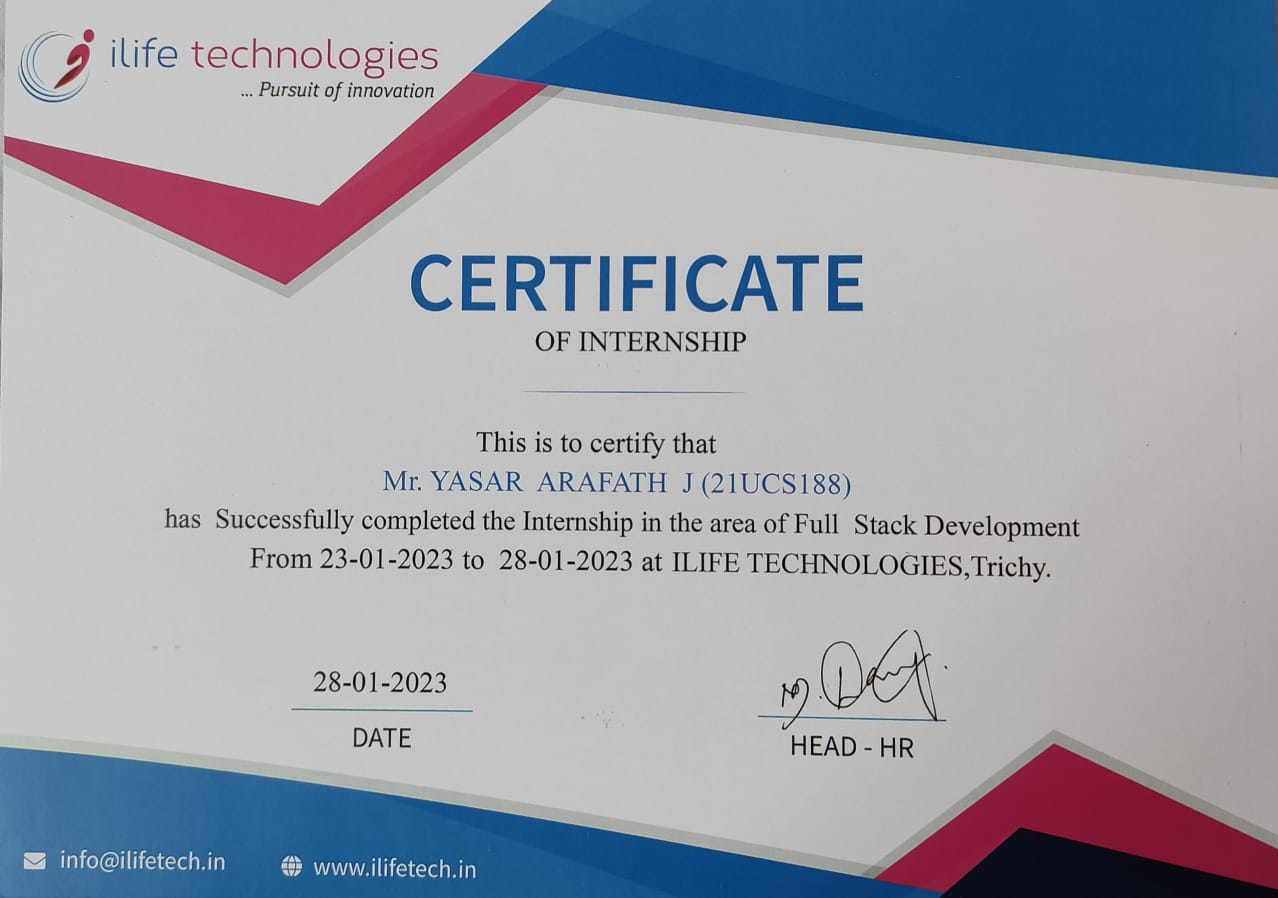 ilife technologies
... Pursuit of innovation
CERTIFICATE
OF INTERNSHIP
This is to certify that
Mr. YASAR ARAFATH J (21UCS188)
has Successfully completed the Internship in the area of Full Stack Development
From 23-01-2023 to 28-01-2023 at ILIFE TECHNOLOGIES,Trichy.
28-01-2023
DATE
HEAD - HR
info@ilifetech.in
www.ilifetech.in